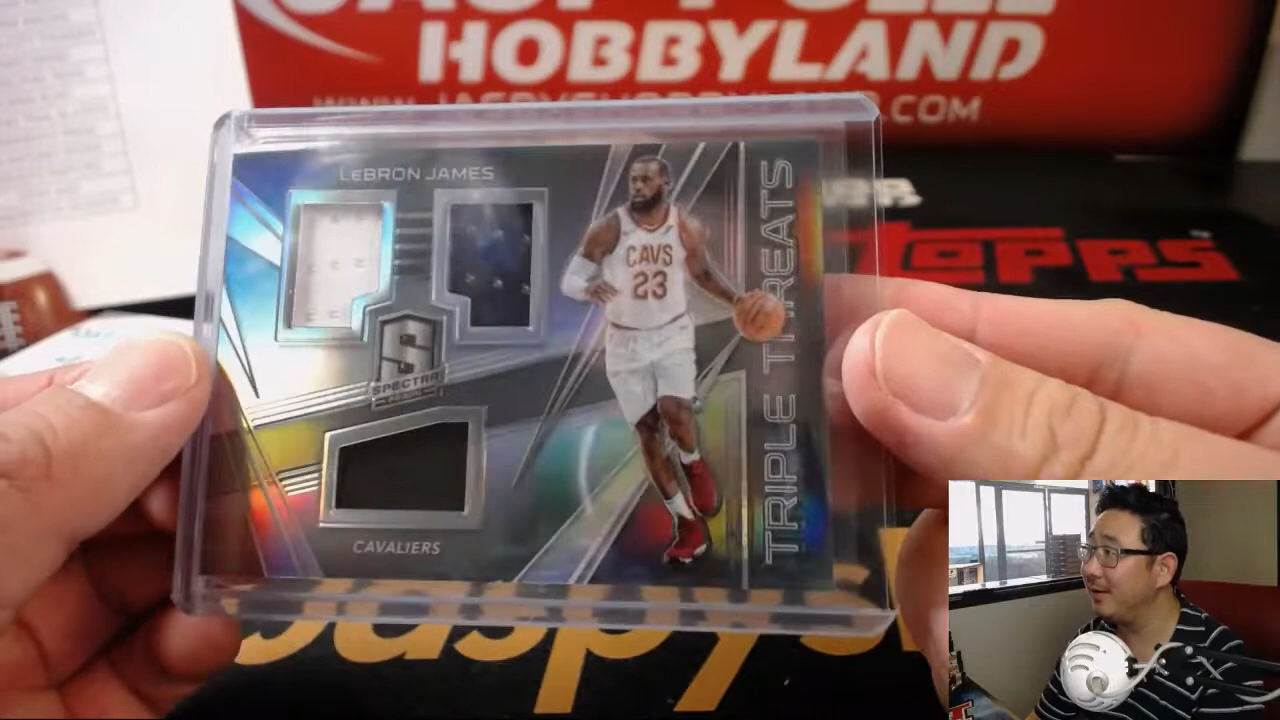 HOBBYLAND
.COM
LEBRON JAMES
TOPPS
CAVS
23
TRIPLE THREATS
S
SPECTRA
CAVALIERS